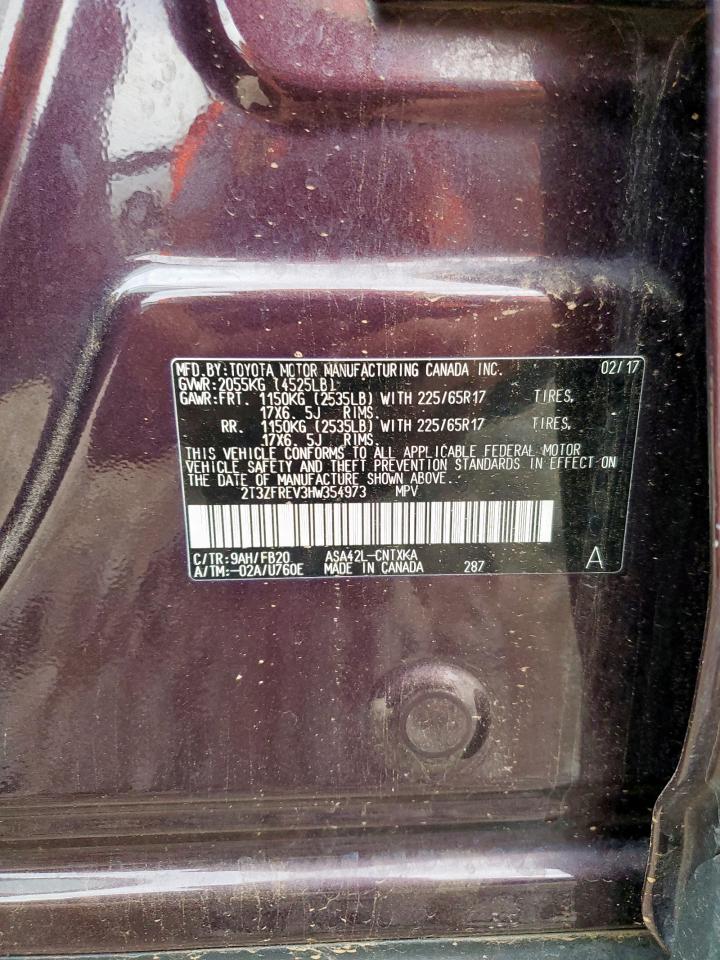 MFD.BY:TOYOTA MOTOR MANUFACTURING CANADA INC. 02/17
GVWR:2055KG (4525LB)
GAWR:FRT. 1150KG (2535LB) WITH 225/65R17 TIRES,
17X6. 5J RIMS.
RR. 1150KG (2535LB) WITH 225/65R17 TIRES,
17X6. 5J RIMS.
THIS VEHICLE CONFORMS TO ALL APPLICABLE FEDERAL MOTOR
VEHICLE SAFETY AND THEFT PREVENTION STANDARDS IN EFFECT ON
THE DATE OF MANUFACTURE SHOWN ABOVE.
2T3ZFREV3HW354973 MPV
C/TR:9AH/FB20 ASA42L-CNTXKA
A/TM:-02A/U760E MADE IN CANADA 287 A